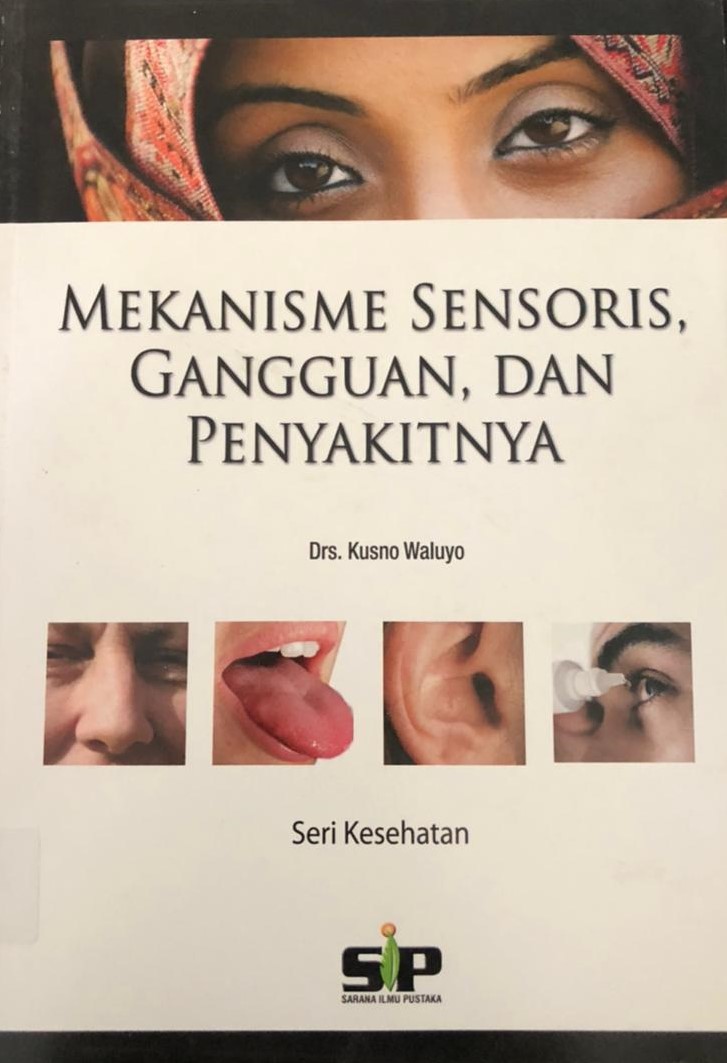 MEKANISME SENSORIS,
GANGGUAN, DAN
PENYAKITNYA
Drs. Kusno Waluyo
Seri Kesehatan
SIP
SARANA ILMU PUSTAKA